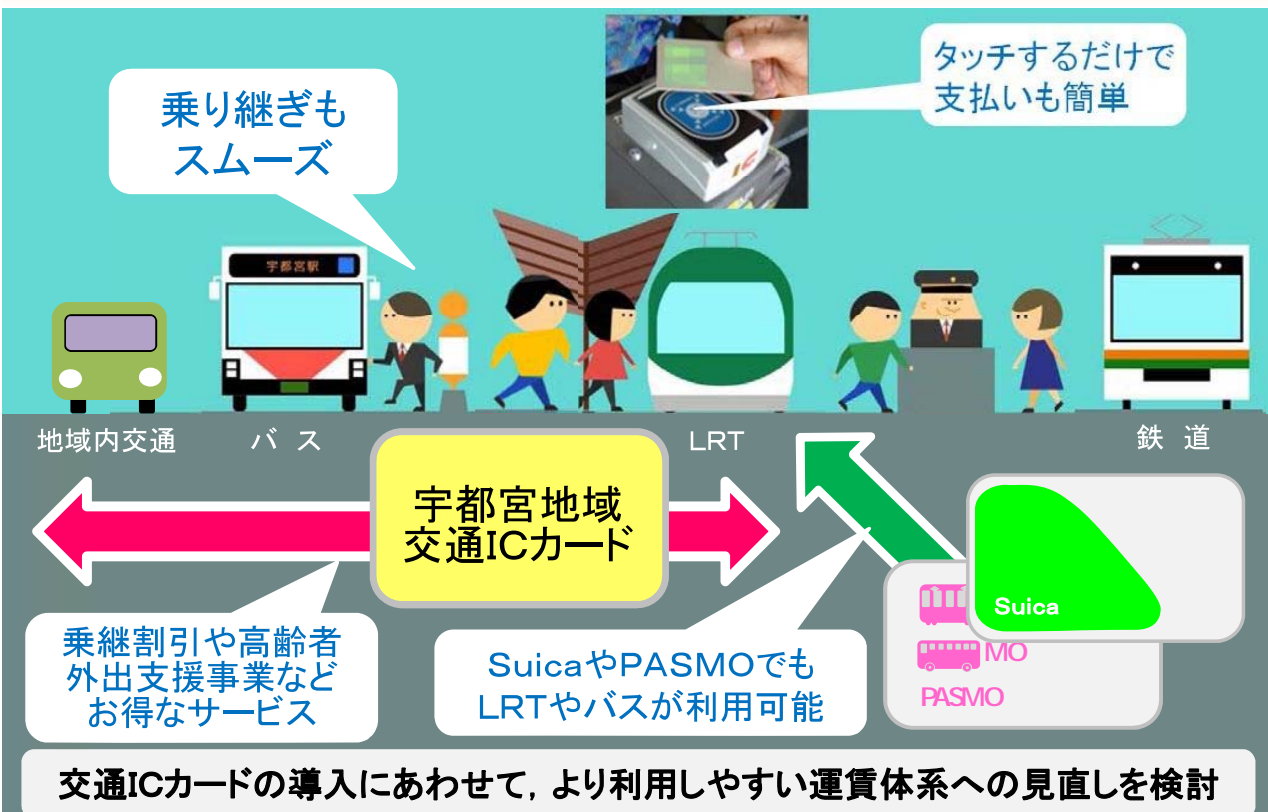 タッチするだけで
支払いも簡単
乗り継ぎも
スムーズ
IC
宇都宮駅
地域内交通
バス
LRT
鉄道
宇都宮地域
交通ICカード
Suica
MO
PASMO
乗継割引や高齢者
外出支援事業など
お得なサービス
SuicaやPASMOでも
LRTやバスが利用可能
交通ICカードの導入にあわせて，より利用しやすい運賃体系への見直しを検討